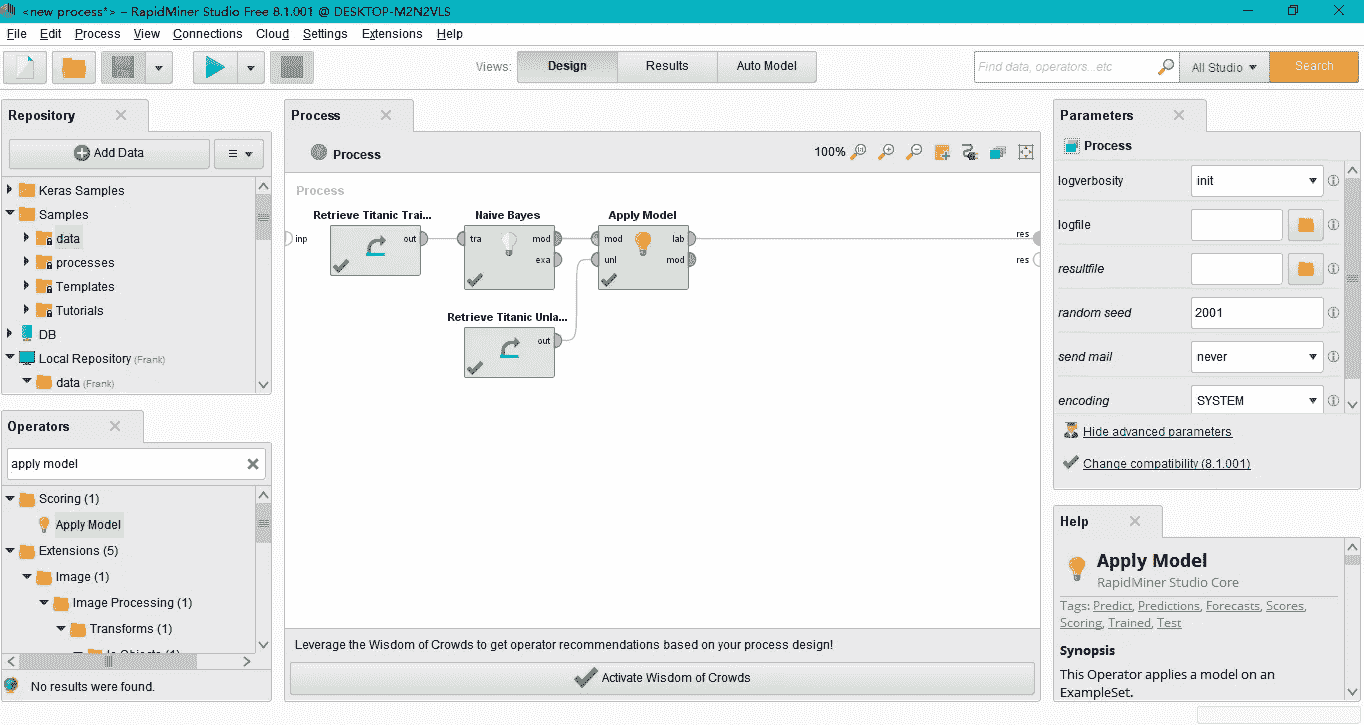 <new process*> – RapidMiner Studio Free 8.1.001 @ DESKTOP-M2N2VLS
File Edit Process View Connections Cloud Settings Extensions Help
Views: Design Results Auto Model
Find data, operators...etc All Studio Search
Repository
Add Data
Keras Samples
Samples
data
processes
Templates
Tutorials
DB
Local Repository (Frank)
data (Frank)
Operators
apply model
Scoring (1)
Apply Model
Extensions (5)
Image (1)
Image Processing (1)
Transforms (1)
No results were found.
Process
Process 100%
Process
Retrieve Titanic Trai... Naive Bayes Apply Model
inp out tra mod mod lab res
exa unl mod res
Retrieve Titanic Unla...
out
Leverage the Wisdom of Crowds to get operator recommendations based on your process design!
Activate Wisdom of Crowds
Parameters
Process
logverbosity init
logfile
resultfile
random seed 2001
send mail never
encoding SYSTEM
Hide advanced parameters
Change compatibility (8.1.001)
Help
Apply Model
RapidMiner Studio Core
Tags: Predict, Predictions, Forecasts, Scores,
Scoring, Trained, Test
Synopsis
This Operator applies a model on an
ExampleSet.